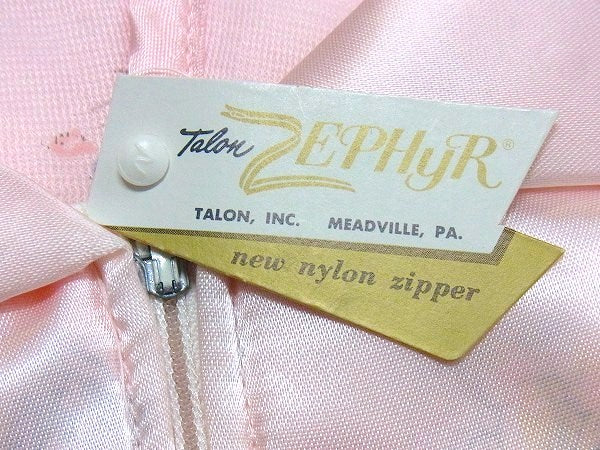 Talon ZEPHyR®
TALON, INC. MEADVILLE, PA.
new nylon zipper